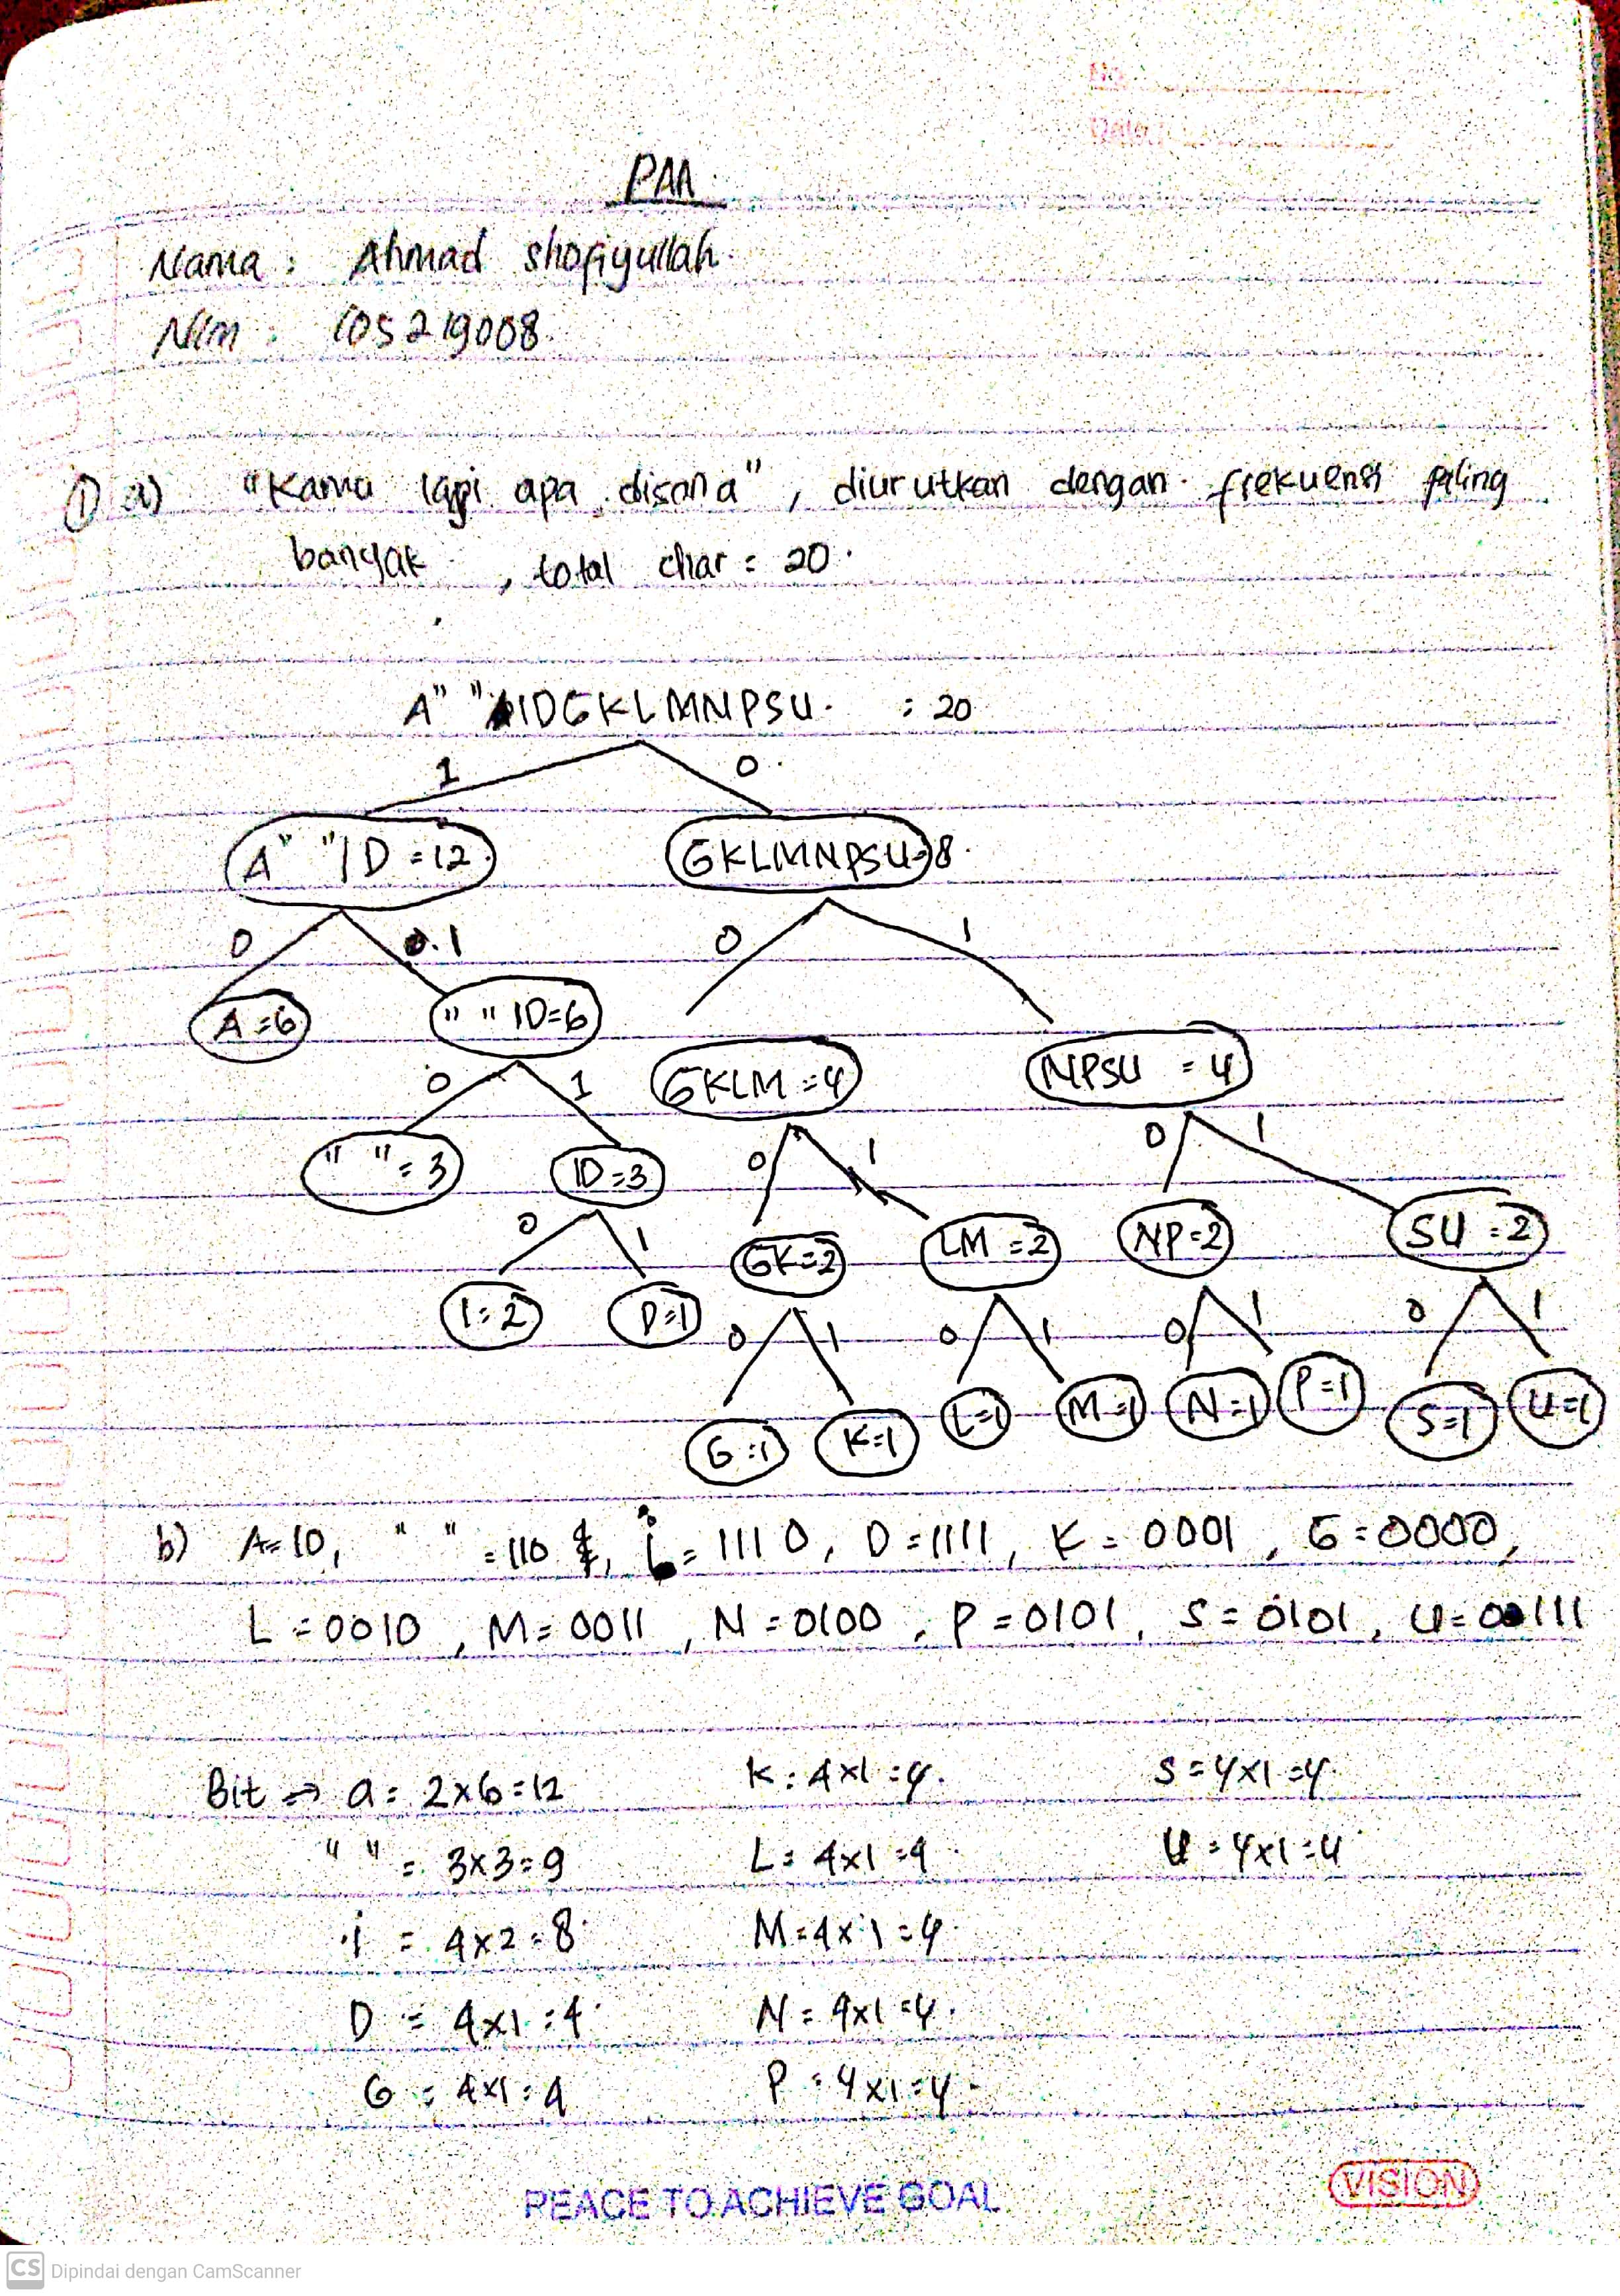 PAA
Nama : Ahmad Shofiyullah.
Nim : 105219008.
① a) "Kamu lagi apa disana", diurutkan dengan frekuensi paling
banyak, total char = 20.
A" "IDGKLMNPSU. : 20
1 0
A" "ID=12 GKLMNPSU=8
0 0.1 0 1
A=6 " "ID=6
GKLM=4 NPSU=4
0 1
" "=3 ID=3
0 1 0 1
GK=2 LM=2 NP=2 SU=2
0 1
I=2 D=1
0 1 0 1 0 1 0 1
G=1 K=1 L=1 M=1 N=1 P=1 S=1 U=1
b) A=10, " "=110, i=1110, D=1111, K=0001, G=0000,
L=0010, M=0011, N=0100, P=0101, S=0101, U=0111
Bit => a= 2x6=12 K: 4x1=4. S=4x1=4.
" " = 3x3=9 L= 4x1=4 U=4x1=4
i = 4x2=8 M=4x1=4
D = 4x1=4 N=4x1=4.
G = 4x1=4 P=4x1=4
PEACE TO ACHIEVE GOAL
VISION
CS Dipindai dengan CamScanner